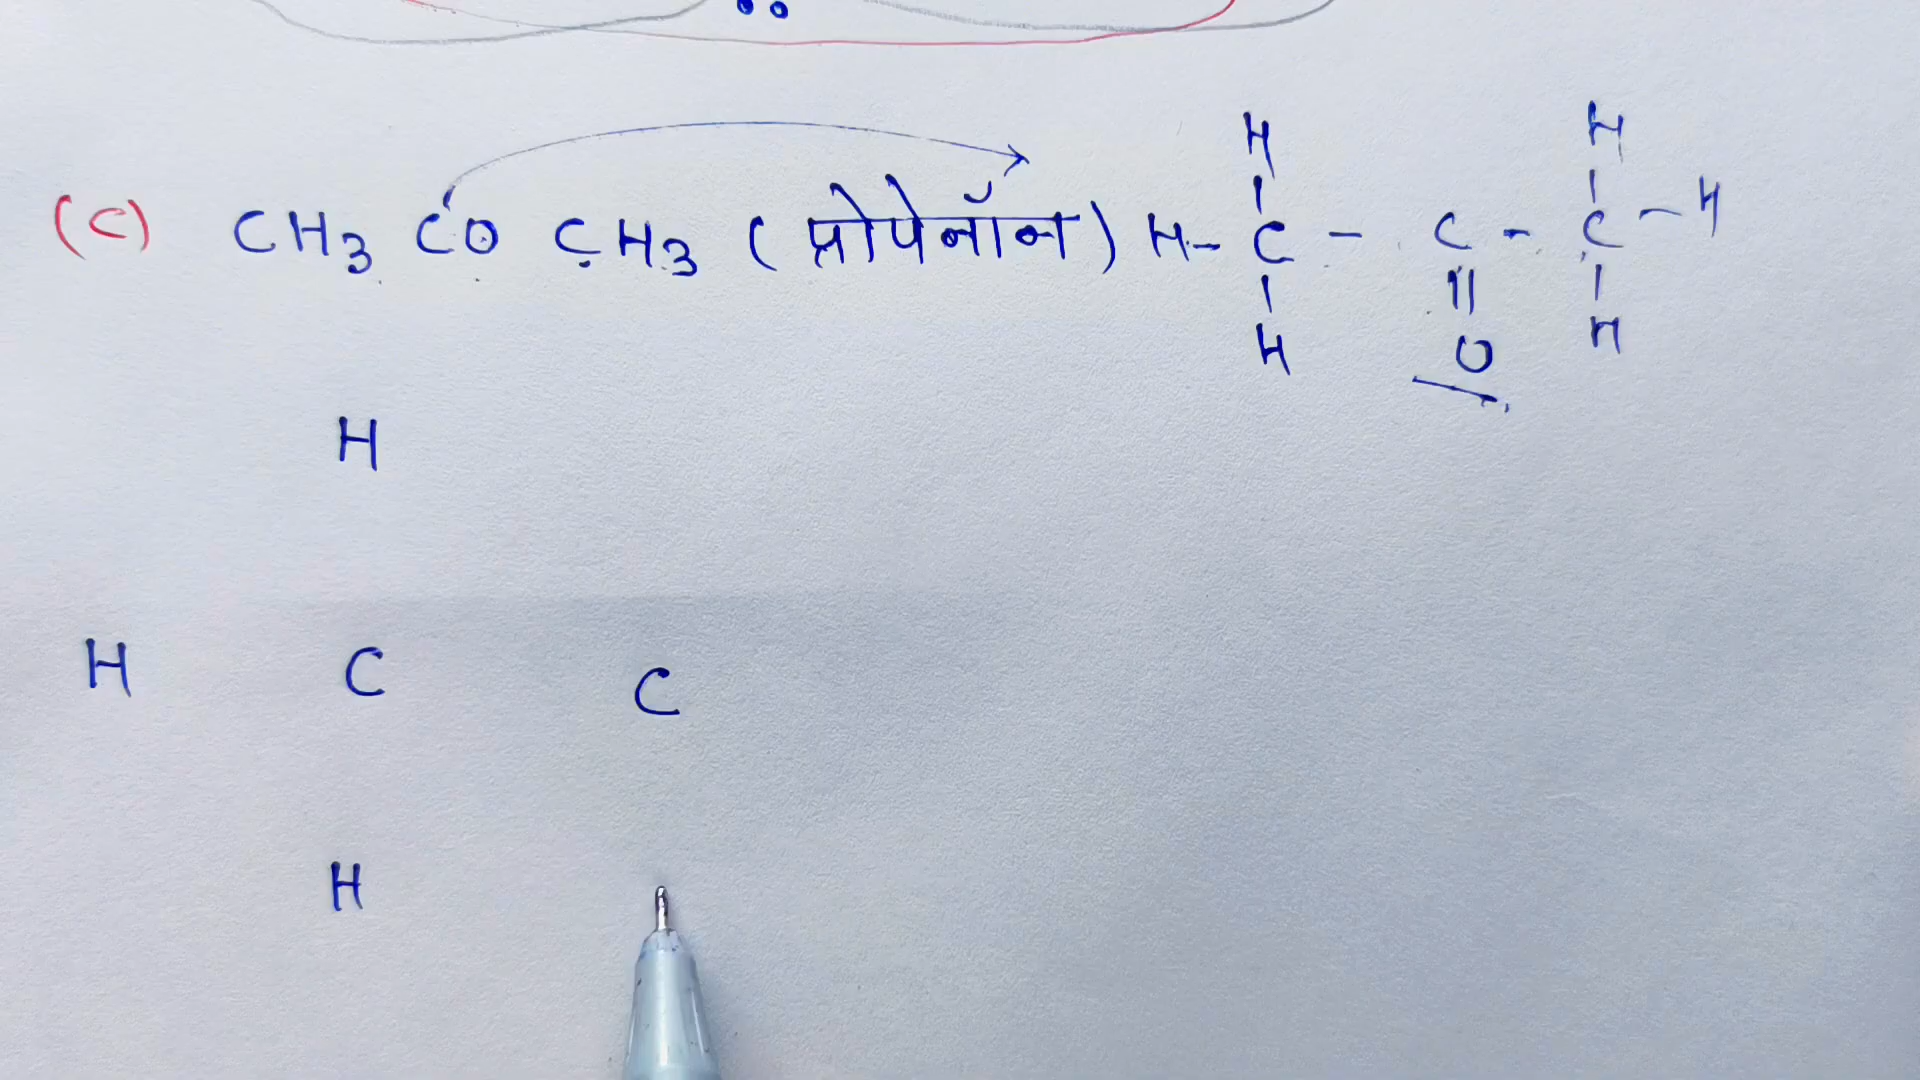 H H
(C) CH3 CO CH3 (प्रोपेनॉन) H - C - C - C - H
|| 
H O H
H
H C C
H